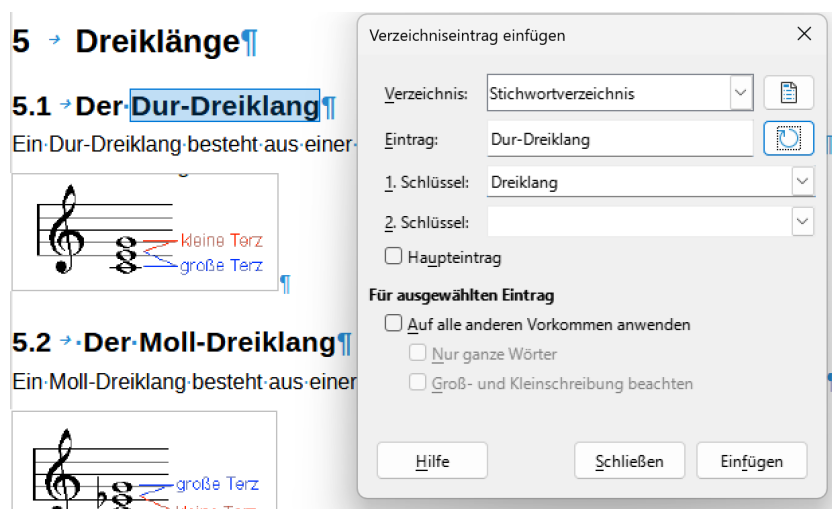 5 → Dreiklänge¶
5.1 → Der·Dur-Dreiklang¶
Ein·Dur-Dreiklang·besteht·aus·einer·
kleine Terz
große Terz
¶
5.2 → ·Der·Moll-Dreiklang¶
Ein·Moll-Dreiklang·besteht·aus·einer
große Terz
kleine Terz
Verzeichniseintrag einfügen
Verzeichnis: Stichwortverzeichnis
Eintrag: Dur-Dreiklang
1. Schlüssel: Dreiklang
2. Schlüssel:
Haupteintrag
Für ausgewählten Eintrag
Auf alle anderen Vorkommen anwenden
Nur ganze Wörter
Groß- und Kleinschreibung beachten
Hilfe
Schließen
Einfügen